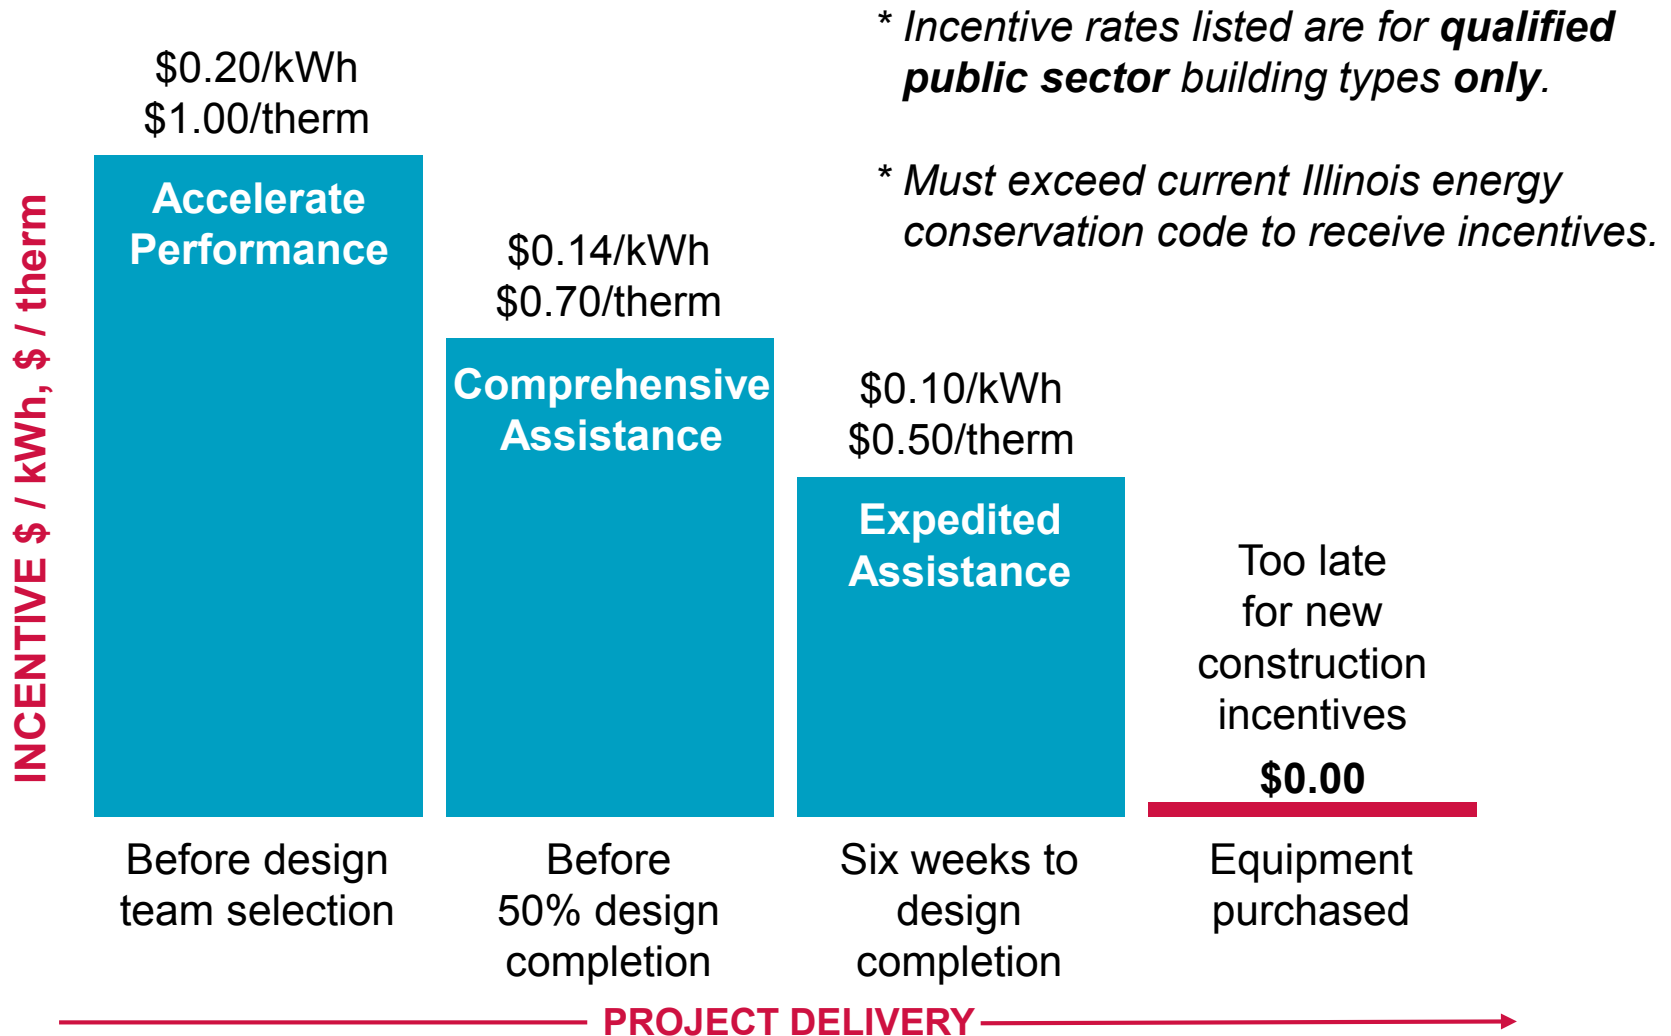 * Incentive rates listed are for qualified
public sector building types only.
* Must exceed current Illinois energy
conservation code to receive incentives.
INCENTIVE $ / kWh, $ / therm
$0.20/kWh
$1.00/therm
Accelerate
Performance
$0.14/kWh
$0.70/therm
Comprehensive
Assistance
$0.10/kWh
$0.50/therm
Expedited
Assistance
Too late
for new
construction
incentives
$0.00
Before design
team selection
Before
50% design
completion
Six weeks to
design
completion
Equipment
purchased
PROJECT DELIVERY